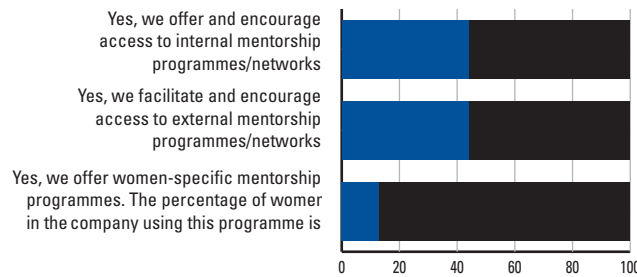 Yes, we offer and encourage
access to internal mentorship
programmes/networks
Yes, we facilitate and encourage
access to external mentorship
programmes/networks
Yes, we offer women-specific mentorship
programmes. The percentage of women
in the company using this programme is
0 20 40 60 80 100